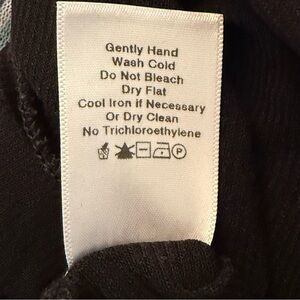 Gently Hand
Wash Cold
Do Not Bleach
Dry Flat
Cool Iron if Necessary
Or Dry Clean
No Trichloroethylene
P